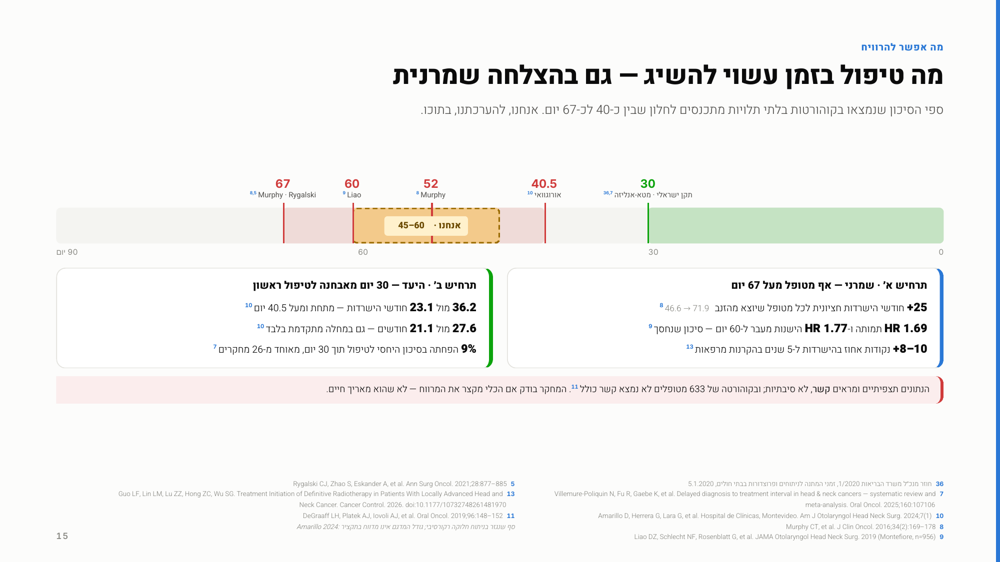 מה אפשר להרוויח
מה טיפול בזמן עשוי להשיג — גם בהצלחה שמרנית
ספי הסיכון שנמצאו בקוהורטות בלתי תלויות מתכנסים לחלון שבין כ-40 לכ-67 יום. אנחנו, להערכתנו, בתוכו.
30
תקן ישראלי · מטא-אנליזה 36,7
40.5
אורוגוואי 10
52
Murphy 8
60
Liao 9
67
Murphy · Rygalski 8,5
אנחנו · 45–60
0
30
60
90 יום
תרחיש א׳ · שמרני — אף מטופל מעל 67 יום
+25 חודשי הישרדות חציונית לכל מטופל שיוצא מהזנב 46.6 → 71.9 8
HR 1.69 תמותה ו-HR 1.77 הישנות מעבר ל-60 יום — סיכון שנחסך 9
+8–10 נקודות אחוז בהישרדות ל-5 שנים בהקרנות מרפאות 13
תרחיש ב׳ · היעד — 30 יום מאבחנה לטיפול ראשון
36.2 מול 23.1 חודשי הישרדות — מתחת ומעל 40.5 יום 10
27.6 מול 21.1 חודשים — גם במחלה מתקדמת בלבד 10
9% הפחתה בסיכון היחסי לטיפול תוך 30 יום, מאוחד מ-26 מחקרים 7
הנתונים תצפיתיים ומראים קשר, לא סיבתיות; ובקוהורטה של 633 מטופלים לא נמצא קשר כולל 11. המחקר בודק אם הכלי מקצר את המרווח — לא שהוא מאריך חיים.
36 חוזר מנכ״ל משרד הבריאות 1/2020, זמני המתנה לניתוחים ופרוצדורות בבתי חולים, 5.1.2020
7 Villemure-Poliquin N, Fu R, Gaebe K, et al. Delayed diagnosis to treatment interval in head & neck cancers — systematic review and
meta-analysis. Oral Oncol. 2025;160:107106
10 Amarillo D, Herrera G, Lara G, et al. Hospital de Clínicas, Montevideo. Am J Otolaryngol Head Neck Surg. 2024;7(1)
8 Murphy CT, et al. J Clin Oncol. 2016;34(2):169–178
9 Liao DZ, Schlecht NF, Rosenblatt G, et al. JAMA Otolaryngol Head Neck Surg. 2019 (Montefiore, n=956)
5 Rygalski CJ, Zhao S, Eskander A, et al. Ann Surg Oncol. 2021;28:877–885
13 Guo LF, Lin LM, Lu ZZ, Hong ZC, Wu SG. Treatment Initiation of Definitive Radiotherapy in Patients With Locally Advanced Head and
Neck Cancer. Cancer Control. 2026. doi:10.1177/10732748261481970
11 DeGraaff LH, Platek AJ, Iovoli AJ, et al. Oral Oncol. 2019;96:148–152
סף שנגזר בניתוח חלוקה רקורסיבי; גודל המדגם אינו מדווח בתקציר :Amarillo 2024
15